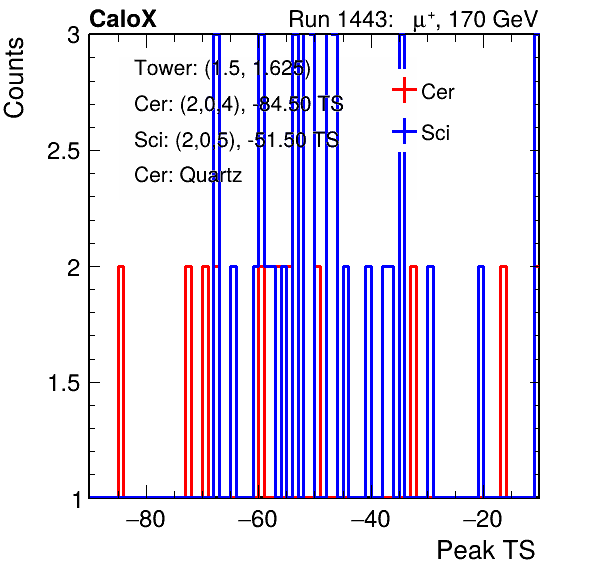 CaloX Run 1443: μ⁺, 170 GeV
Counts
3
2.5
2
1.5
1
Tower: (1.5, 1.625)
Cer: (2,0,4), -84.50 TS
Sci: (2,0,5), -51.50 TS
Cer: Quartz
Cer
Sci
−80 −60 −40 −20
Peak TS